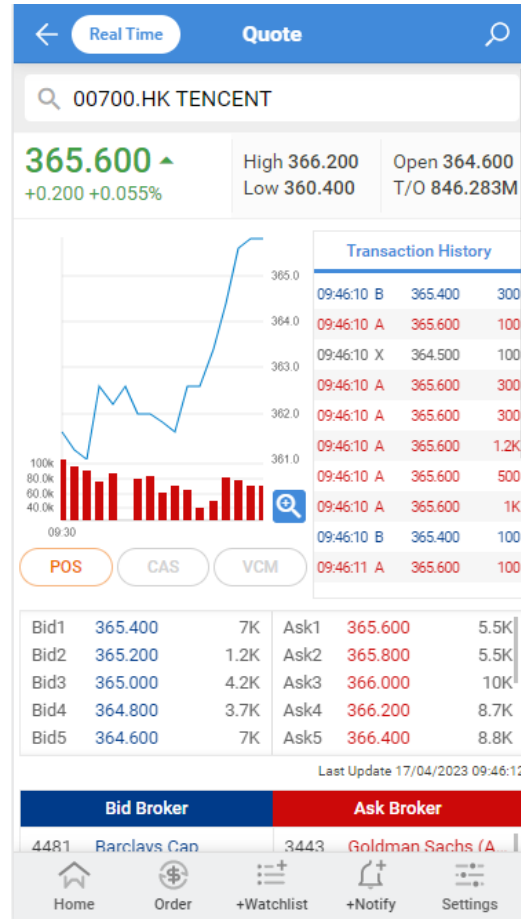 Real Time
Quote
00700.HK TENCENT
365.600
+0.200 +0.055%
High 366.200
Low 360.400
Open 364.600
T/O 846.283M
365.0
364.0
363.0
362.0
361.0
100k
80.0k
60.0k
40.0k
09:30
Transaction History
09:46:10 B 365.400 300
09:46:10 A 365.600 100
09:46:10 X 364.500 100
09:46:10 A 365.600 300
09:46:10 A 365.600 300
09:46:10 A 365.600 1.2K
09:46:10 A 365.600 500
09:46:10 A 365.600 1K
09:46:10 B 365.400 100
09:46:11 A 365.600 100
POS CAS VCM
Bid1 365.400 7K Ask1 365.600 5.5K
Bid2 365.200 1.2K Ask2 365.800 5.5K
Bid3 365.000 4.2K Ask3 366.000 10K
Bid4 364.800 3.7K Ask4 366.200 8.7K
Bid5 364.600 7K Ask5 366.400 8.8K
Last Update 17/04/2023 09:46:12
Bid Broker Ask Broker
4481 Barclays Cap 3443 Goldman Sachs (A...
Home Order +Watchlist +Notify Settings